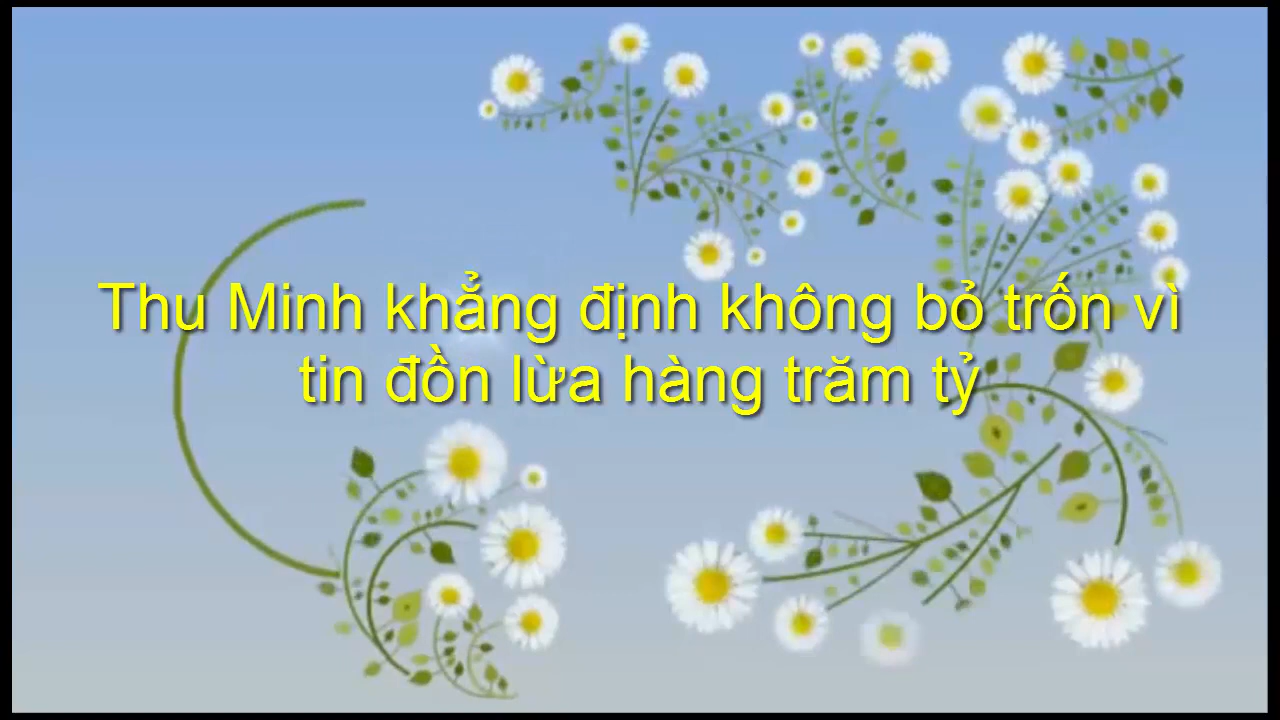 Thu Minh khẳng định không bỏ trốn vì
tin đồn lừa hàng trăm tỷ